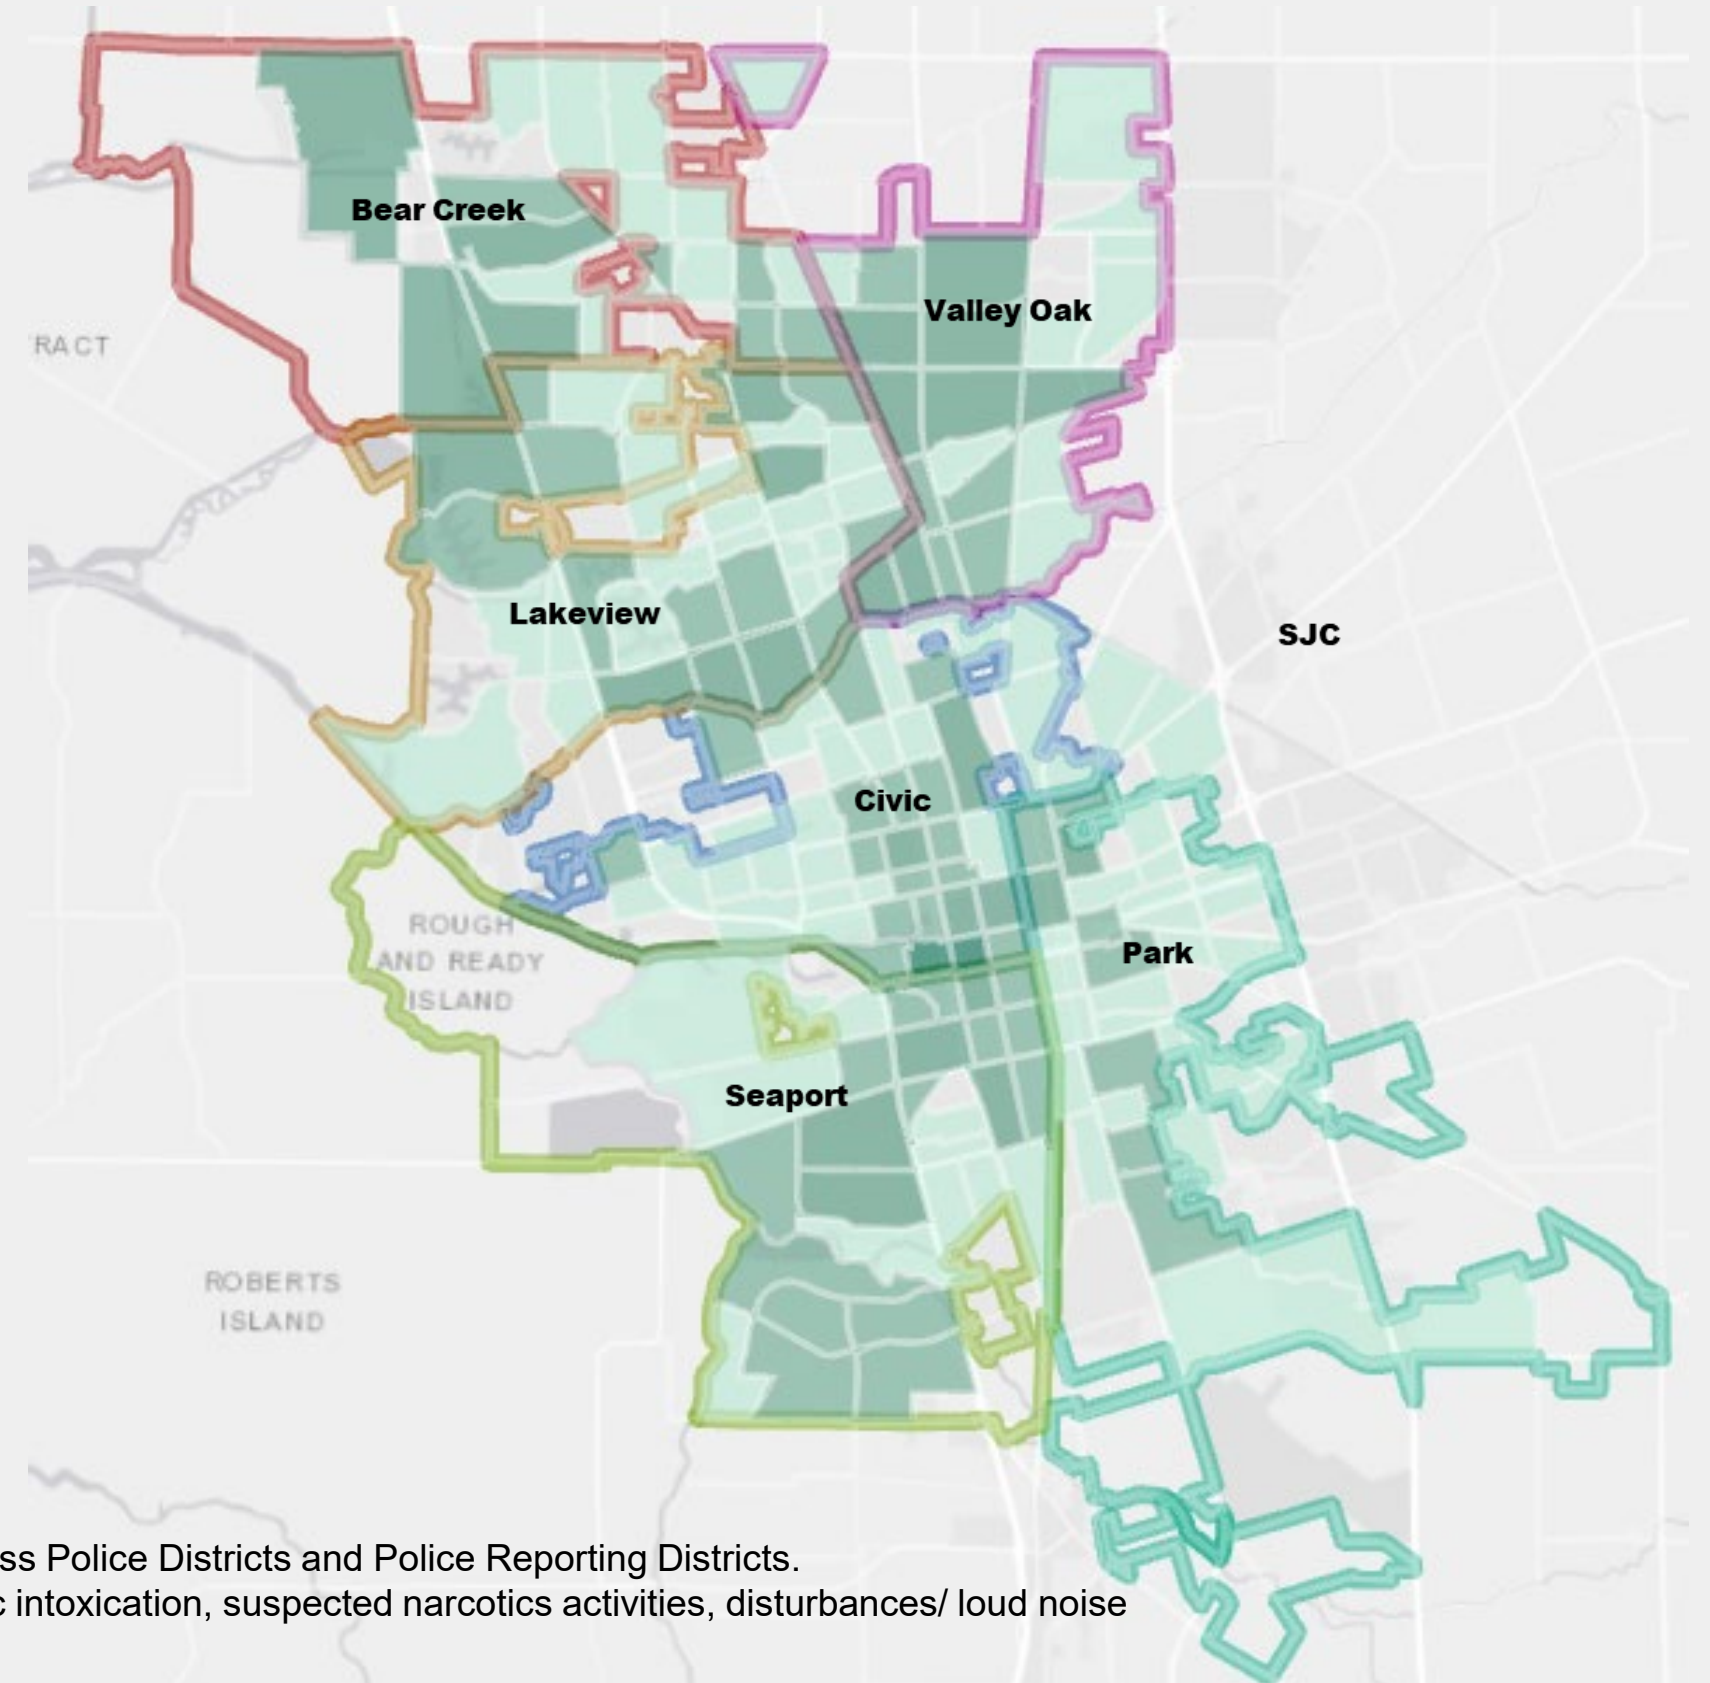 Bear Creek
Valley Oak
RACT
Lakeview
SJC
Civic
ROUGH
AND READY
ISLAND
Park
Seaport
ROBERTS
ISLAND
ss Police Districts and Police Reporting Districts.
c intoxication, suspected narcotics activities, disturbances/ loud noise